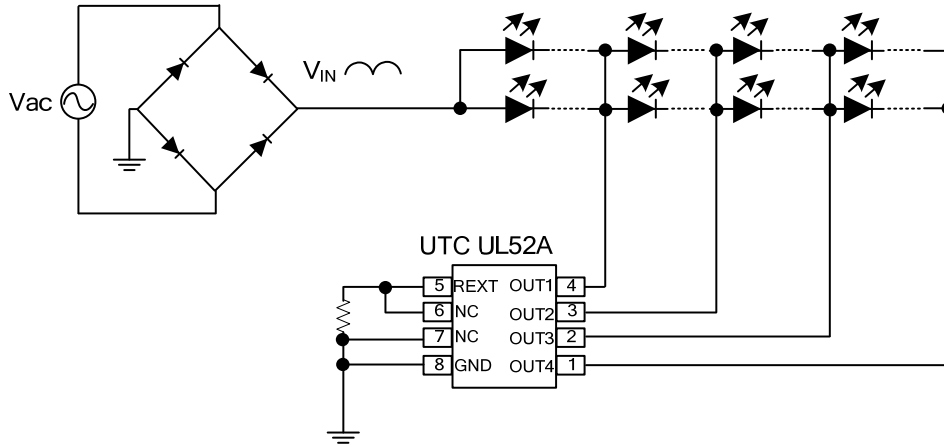 Vac
VIN
UTC UL52A
5 REXT OUT1 4
6 NC OUT2 3
7 NC OUT3 2
8 GND OUT4 1